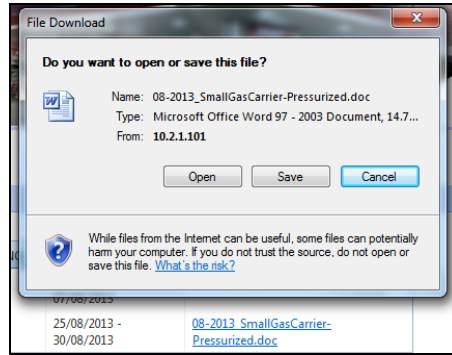 File Download
Do you want to open or save this file?
Name: 08-2013_SmallGasCarrier-Pressurized.doc
Type: Microsoft Office Word 97 - 2003 Document, 14.7...
From: 10.2.1.101
Open Save Cancel
While files from the Internet can be useful, some files can potentially
harm your computer. If you do not trust the source, do not open or
save this file. What's the risk?
07/08/2013
25/08/2013 - 08-2013_SmallGasCarrier-
30/08/2013 Pressurized.doc